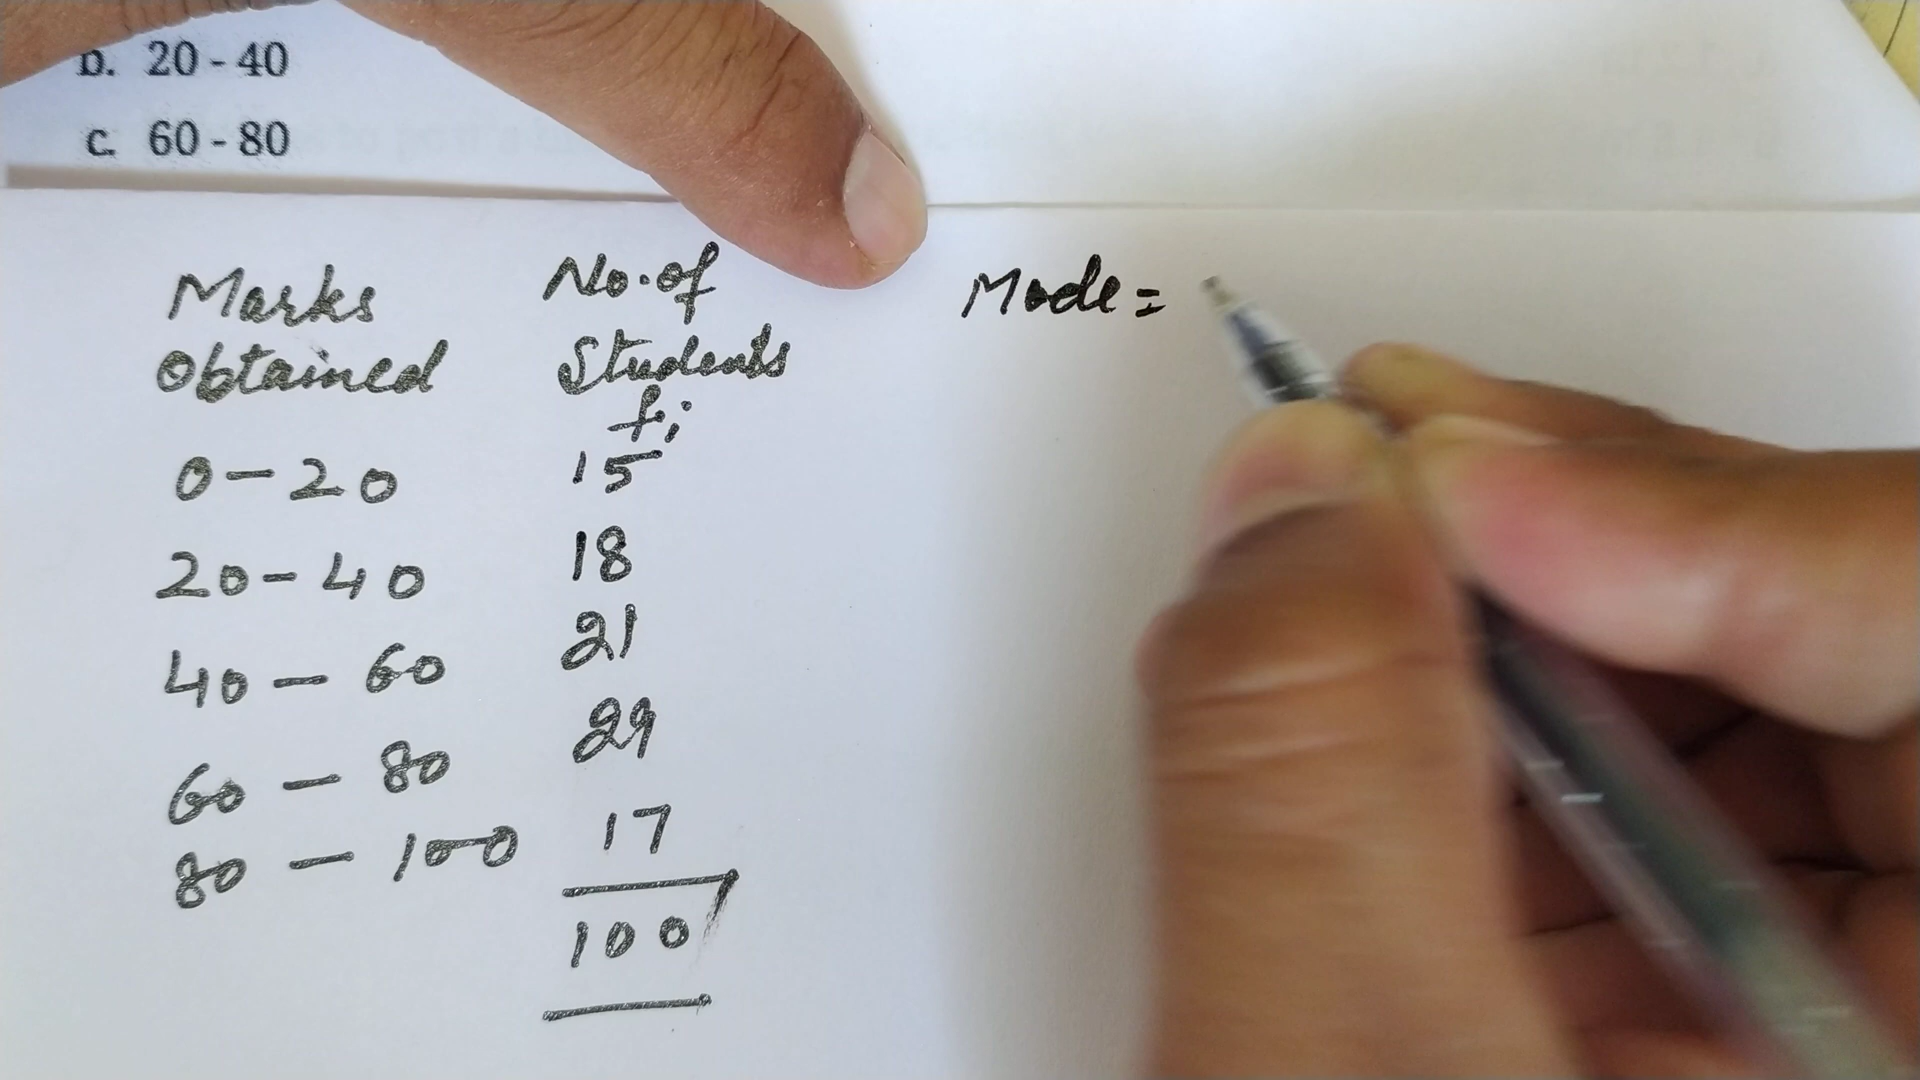 b. 20 - 40
c. 60 - 80
Marks Obtained
No. of Students fi
Mode =
0 - 20 15
20 - 40 18
40 - 60 21
60 - 80 29
80 - 100 17
100